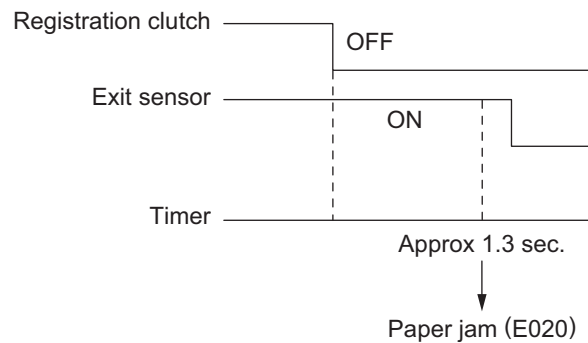 Registration clutch
OFF
Exit sensor
ON
Timer
Approx 1.3 sec.
Paper jam (E020)